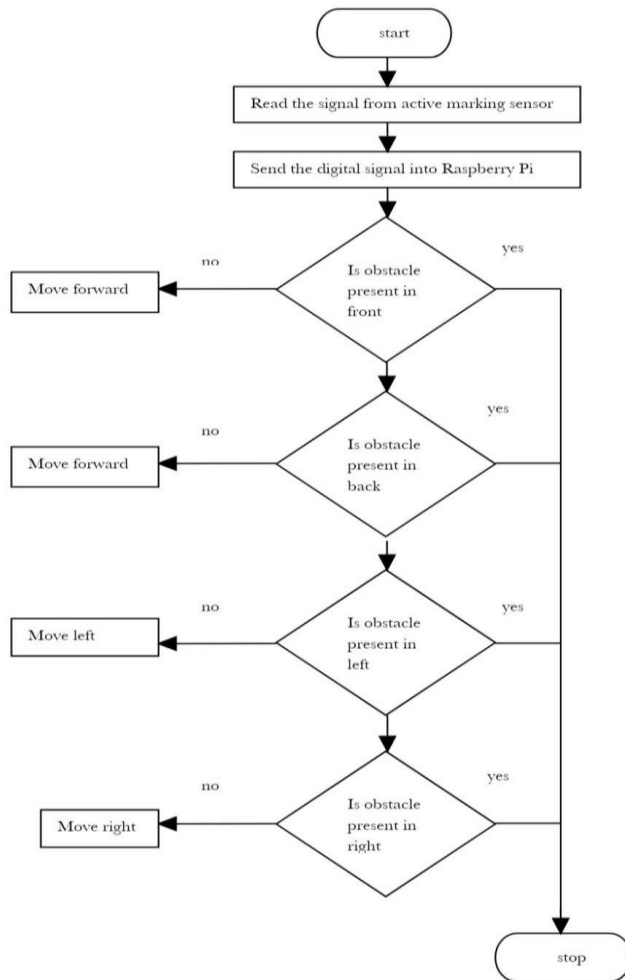 start
Read the signal from active marking sensor
Send the digital signal into Raspberry Pi
no
yes
Is obstacle
present in
front
Move forward
no
yes
Is obstacle
present in
back
Move forward
no
yes
Is obstacle
present in
left
Move left
no
yes
Is obstacle
present in
right
Move right
stop